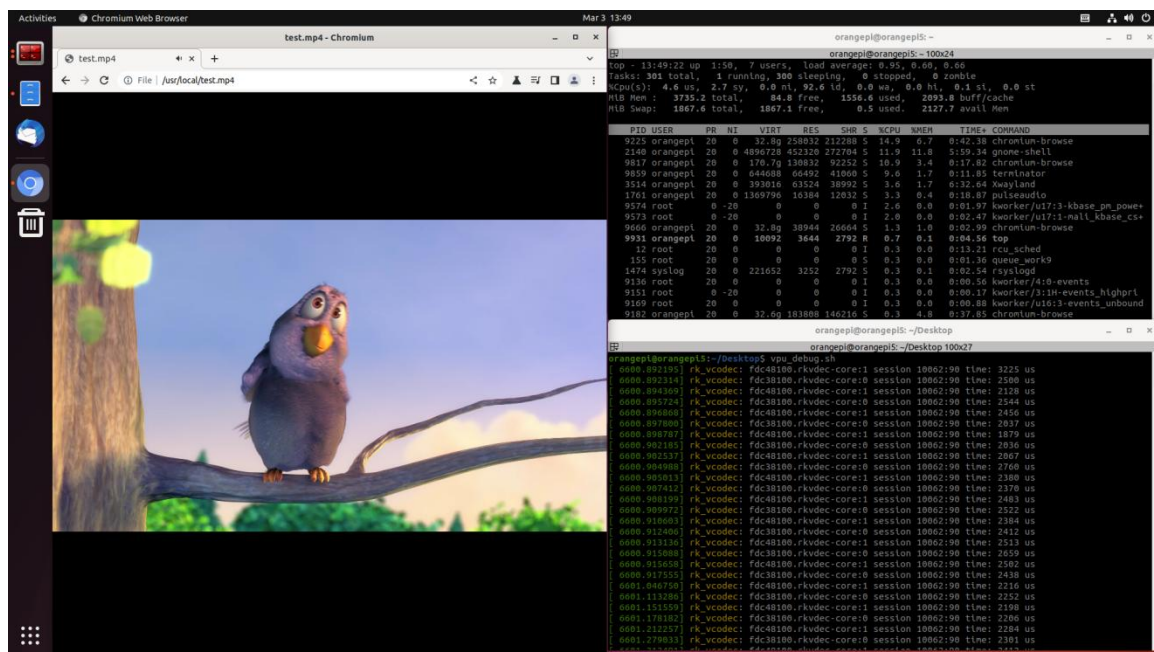 Activities Chromium Web Browser Mar 3 13:49
test.mp4 - Chromium
test.mp4
File | /usr/local/test.mp4
orangepi@orangepi5: ~
orangepi@orangepi5: ~ 100x24
top - 13:49:22 up 1:50, 7 users, load average: 0.95, 0.60, 0.66
Tasks: 301 total, 1 running, 300 sleeping, 0 stopped, 0 zombie
%Cpu(s): 4.6 us, 2.7 sy, 0.0 ni, 92.6 id, 0.0 wa, 0.0 hi, 0.1 si, 0.0 st
MiB Mem : 3735.2 total, 84.8 free, 1556.6 used, 2093.8 buff/cache
MiB Swap: 1867.6 total, 1867.1 free, 0.5 used. 2127.7 avail Mem
PID USER PR NI VIRT RES SHR S %CPU %MEM TIME+ COMMAND
9225 orangepi 20 0 32.8g 258032 212288 S 14.9 6.7 0:42.38 chromium-browse
2140 orangepi 20 0 4896728 452320 272704 S 11.9 11.8 5:59.34 gnome-shell
9817 orangepi 20 0 170.7g 130832 92252 S 10.9 3.4 0:17.82 chromium-browse
9859 orangepi 20 0 644688 66492 41060 S 9.6 1.7 0:11.85 terminator
3514 orangepi 20 0 393016 63524 38992 S 3.6 1.7 6:32.64 Xwayland
1761 orangepi 20 0 1369796 16384 12032 S 3.3 0.4 0:18.87 pulseaudio
9574 root 0 -20 0 0 0 I 2.6 0.0 0:01.97 kworker/u17:3-kbase_pm_powe+
9573 root 0 -20 0 0 0 I 2.0 0.0 0:02.47 kworker/u17:1-mali_kbase_cs+
9666 orangepi 20 0 32.8g 38944 26664 S 1.3 1.0 0:02.99 chromium-browse
9931 orangepi 20 0 10092 3644 2792 R 0.7 0.1 0:04.56 top
12 root 20 0 0 0 0 I 0.3 0.0 0:13.21 rcu_sched
155 root 20 0 0 0 0 S 0.3 0.0 0:01.36 queue_work9
1474 syslog 20 0 221652 3252 2792 S 0.3 0.1 0:02.54 rsyslogd
9136 root 20 0 0 0 0 I 0.3 0.0 0:00.56 kworker/4:0-events
9151 root 0 -20 0 0 0 I 0.3 0.0 0:00.17 kworker/3:1H-events_highpri
9169 root 20 0 0 0 0 I 0.3 0.0 0:00.88 kworker/u16:3-events_unbound
9182 orangepi 20 0 32.6g 183808 146216 S 0.3 4.8 0:37.85 chromium-browse
orangepi@orangepi5: ~/Desktop
orangepi@orangepi5: ~/Desktop 100x27
orangepi@orangepi5:~/Desktop$ vpu_debug.sh
[ 6600.892195] rk_vcodec: fdc48100.rkvdec-core:1 session 10062:90 time: 3225 us
[ 6600.892314] rk_vcodec: fdc38100.rkvdec-core:0 session 10062:90 time: 2500 us
[ 6600.894369] rk_vcodec: fdc48100.rkvdec-core:1 session 10062:90 time: 2128 us
[ 6600.895724] rk_vcodec: fdc38100.rkvdec-core:0 session 10062:90 time: 2544 us
[ 6600.896868] rk_vcodec: fdc48100.rkvdec-core:1 session 10062:90 time: 2456 us
[ 6600.897800] rk_vcodec: fdc38100.rkvdec-core:0 session 10062:90 time: 2037 us
[ 6600.898787] rk_vcodec: fdc48100.rkvdec-core:1 session 10062:90 time: 1879 us
[ 6600.902185] rk_vcodec: fdc38100.rkvdec-core:0 session 10062:90 time: 2036 us
[ 6600.902537] rk_vcodec: fdc48100.rkvdec-core:1 session 10062:90 time: 2067 us
[ 6600.904988] rk_vcodec: fdc38100.rkvdec-core:0 session 10062:90 time: 2760 us
[ 6600.905013] rk_vcodec: fdc48100.rkvdec-core:1 session 10062:90 time: 2380 us
[ 6600.907412] rk_vcodec: fdc38100.rkvdec-core:0 session 10062:90 time: 2370 us
[ 6600.908199] rk_vcodec: fdc48100.rkvdec-core:1 session 10062:90 time: 2483 us
[ 6600.909972] rk_vcodec: fdc38100.rkvdec-core:0 session 10062:90 time: 2522 us
[ 6600.910603] rk_vcodec: fdc48100.rkvdec-core:1 session 10062:90 time: 2384 us
[ 6600.912406] rk_vcodec: fdc38100.rkvdec-core:0 session 10062:90 time: 2412 us
[ 6600.913136] rk_vcodec: fdc48100.rkvdec-core:1 session 10062:90 time: 2513 us
[ 6600.915088] rk_vcodec: fdc38100.rkvdec-core:0 session 10062:90 time: 2659 us
[ 6600.915658] rk_vcodec: fdc48100.rkvdec-core:1 session 10062:90 time: 2502 us
[ 6600.917555] rk_vcodec: fdc38100.rkvdec-core:0 session 10062:90 time: 2438 us
[ 6601.046750] rk_vcodec: fdc48100.rkvdec-core:1 session 10062:90 time: 2216 us
[ 6601.113286] rk_vcodec: fdc38100.rkvdec-core:0 session 10062:90 time: 2252 us
[ 6601.151559] rk_vcodec: fdc48100.rkvdec-core:1 session 10062:90 time: 2198 us
[ 6601.178182] rk_vcodec: fdc38100.rkvdec-core:0 session 10062:90 time: 2206 us
[ 6601.212257] rk_vcodec: fdc48100.rkvdec-core:1 session 10062:90 time: 2284 us
[ 6601.279033] rk_vcodec: fdc38100.rkvdec-core:0 session 10062:90 time: 2301 us